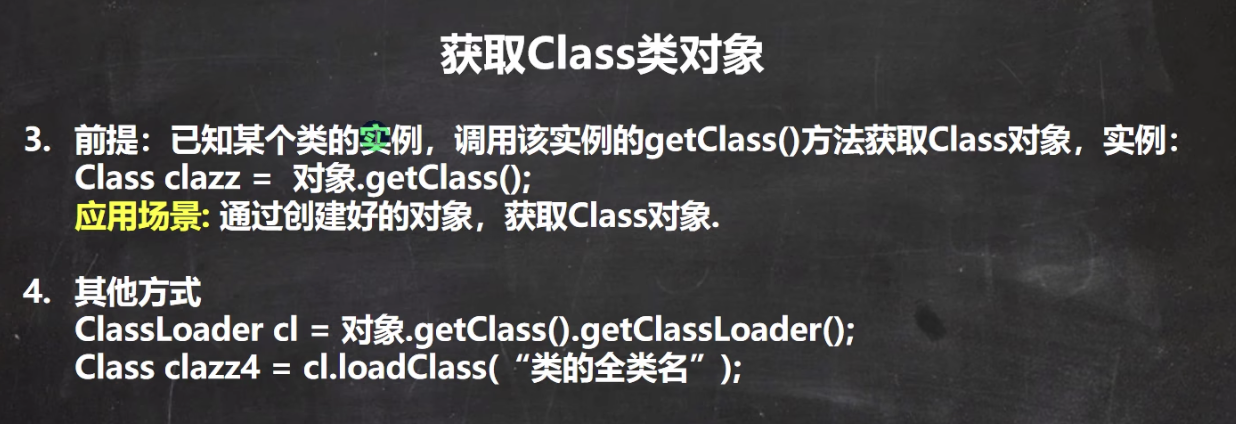 获取Class类对象
3. 前提：已知某个类的实例，调用该实例的getClass()方法获取Class对象，实例：
Class clazz = 对象.getClass();
应用场景: 通过创建好的对象，获取Class对象.
4. 其他方式
ClassLoader cl = 对象.getClass().getClassLoader();
Class clazz4 = cl.loadClass(“类的全类名”);